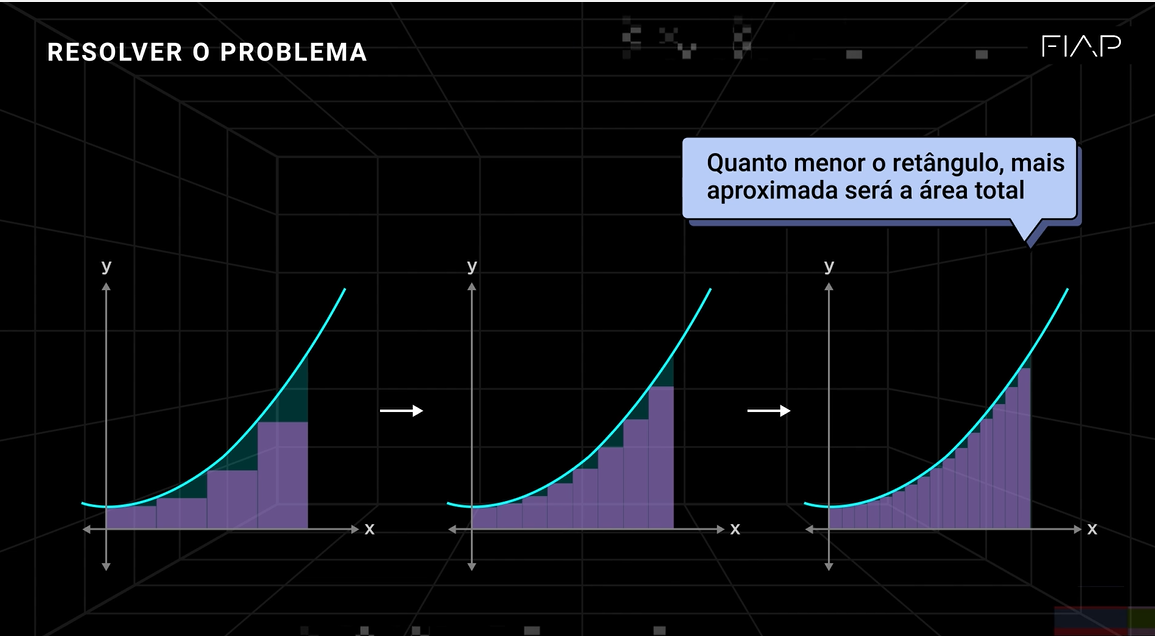 RESOLVER O PROBLEMA
FIAP
Quanto menor o retângulo, mais
aproximada será a área total
y
y
y
x
x
x